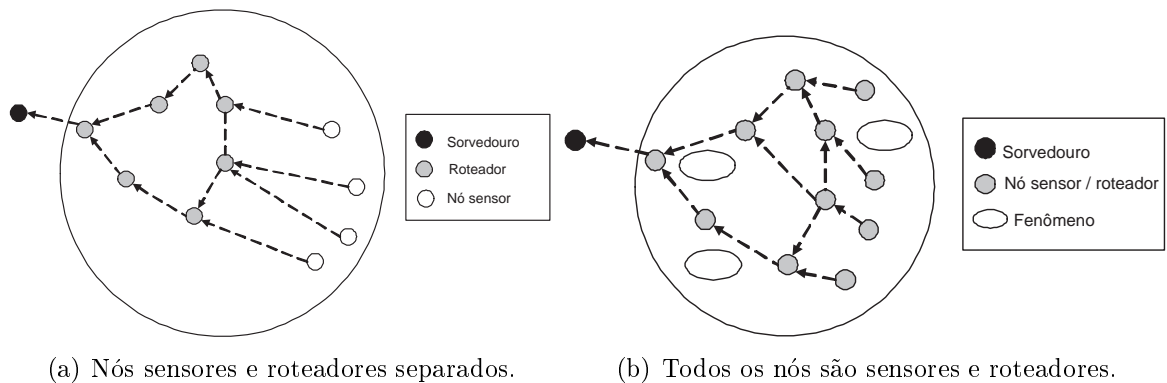 Sorvedouro
Roteador
Nó sensor
Sorvedouro
Nó sensor / roteador
Fenômeno
(a) Nós sensores e roteadores separados.
(b) Todos os nós são sensores e roteadores.